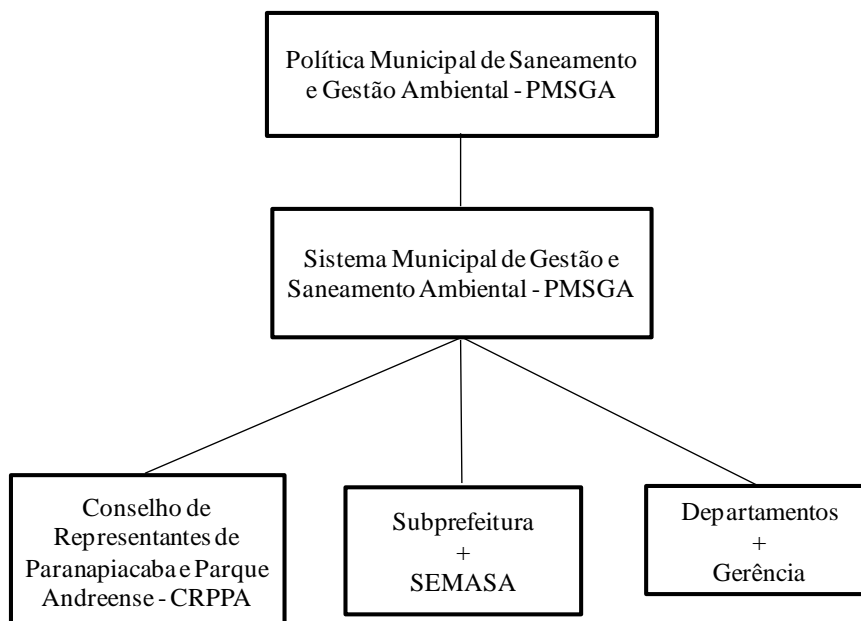 Política Municipal de Saneamento
e Gestão Ambiental - PMSGA
Sistema Municipal de Gestão e
Saneamento Ambiental - PMSGA
Conselho de
Representantes de
Paranapiacaba e Parque
Andreense - CRPPA
Subprefeitura
+
SEMASA
Departamentos
+
Gerência